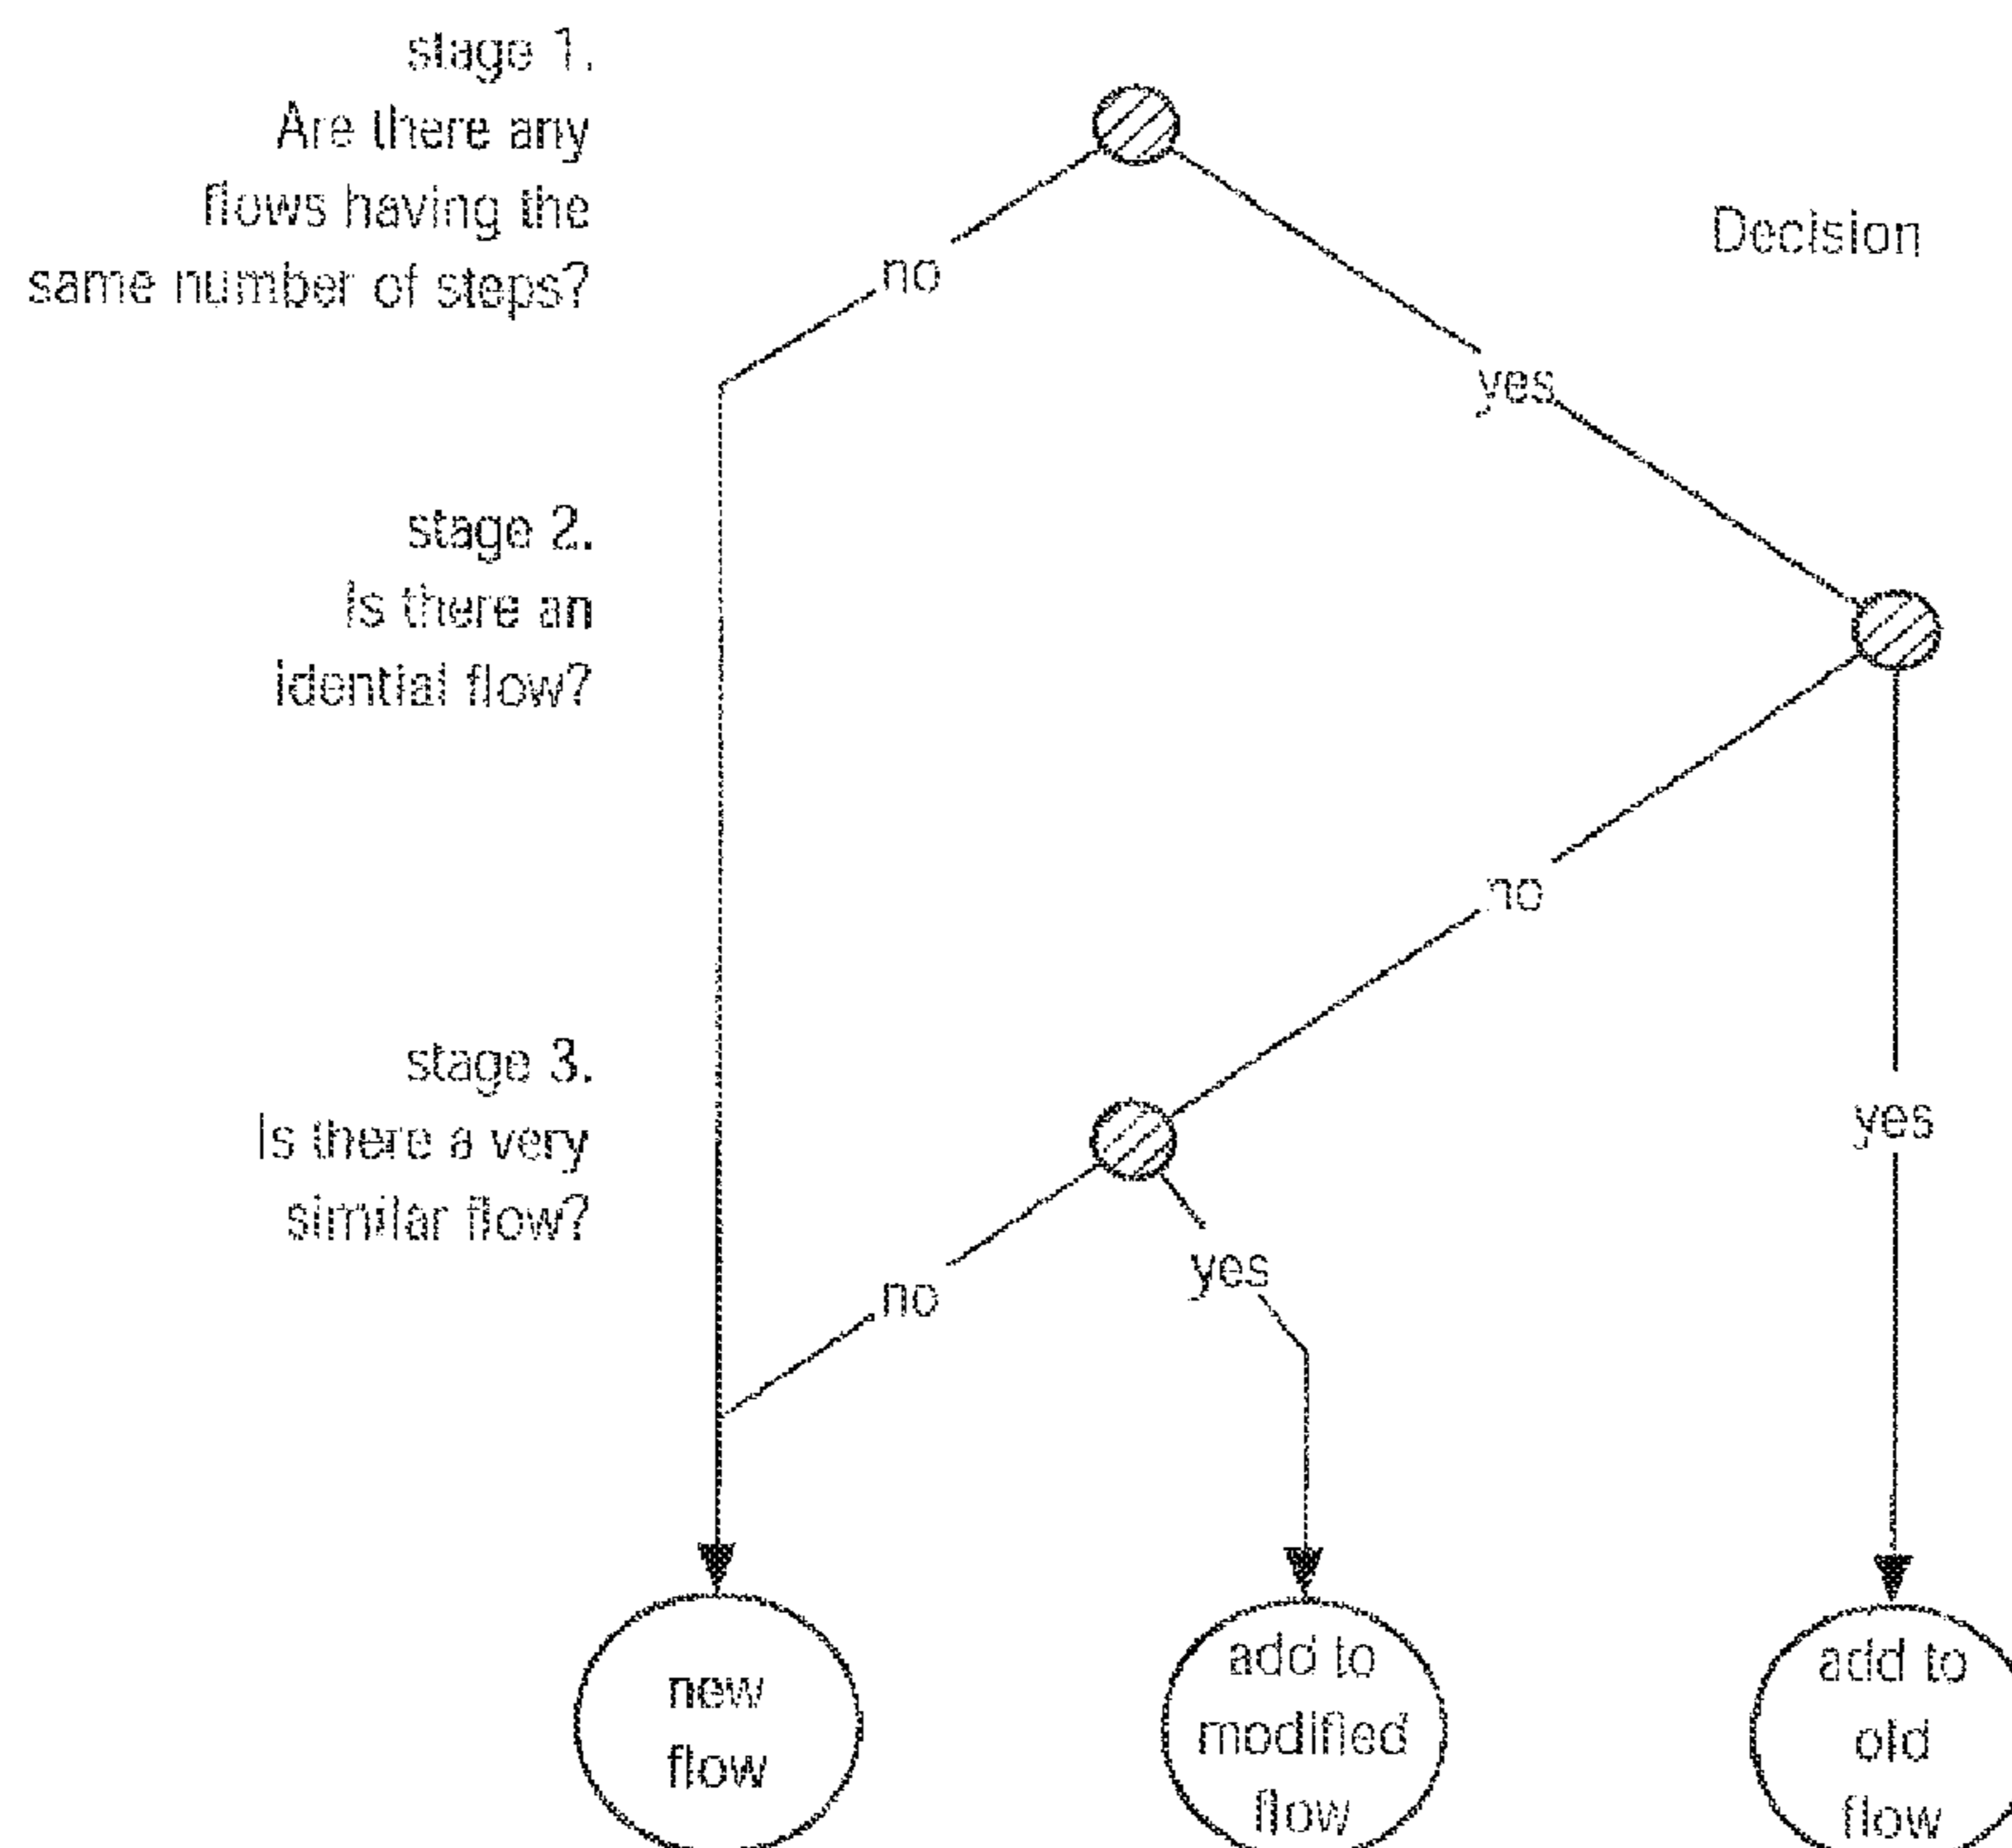 stage 1.
Are there any
flows having the
same number of steps?
Decision
no
yes
stage 2.
Is there an
idential flow?
no
stage 3.
Is there a very
similar flow?
yes
no
yes
new
flow
add to
modified
flow
add to
old
flow